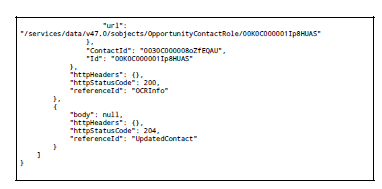 "url":
"/services/data/v47.0/sobjects/OpportunityContactRole/00K0C000001Ip8HUAS"
},
"ContactId": "0030C000008oZfEQAU",
"Id": "00K0C000001Ip8HUAS"
},
"httpHeaders": {},
"httpStatusCode": 200,
"referenceId": "OCRInfo"
},
{
"body": null,
"httpHeaders": {},
"httpStatusCode": 204,
"referenceId": "UpdatedContact"
}
]
}